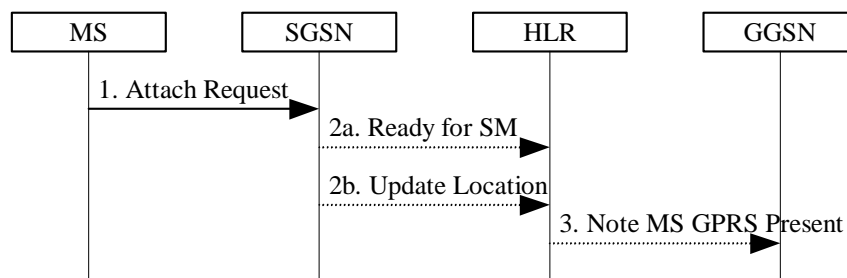 MS
SGSN
HLR
GGSN
1. Attach Request
2a. Ready for SM
2b. Update Location
3. Note MS GPRS Present